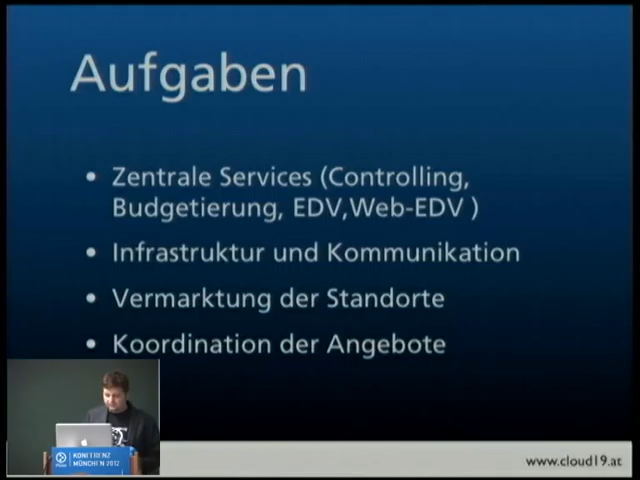 Aufgaben
• Zentrale Services (Controlling,
Budgetierung, EDV,Web-EDV )
• Infrastruktur und Kommunikation
• Vermarktung der Standorte
• Koordination der Angebote
KONFERENZ
MÜNCHEN 2012
www.cloud19.at